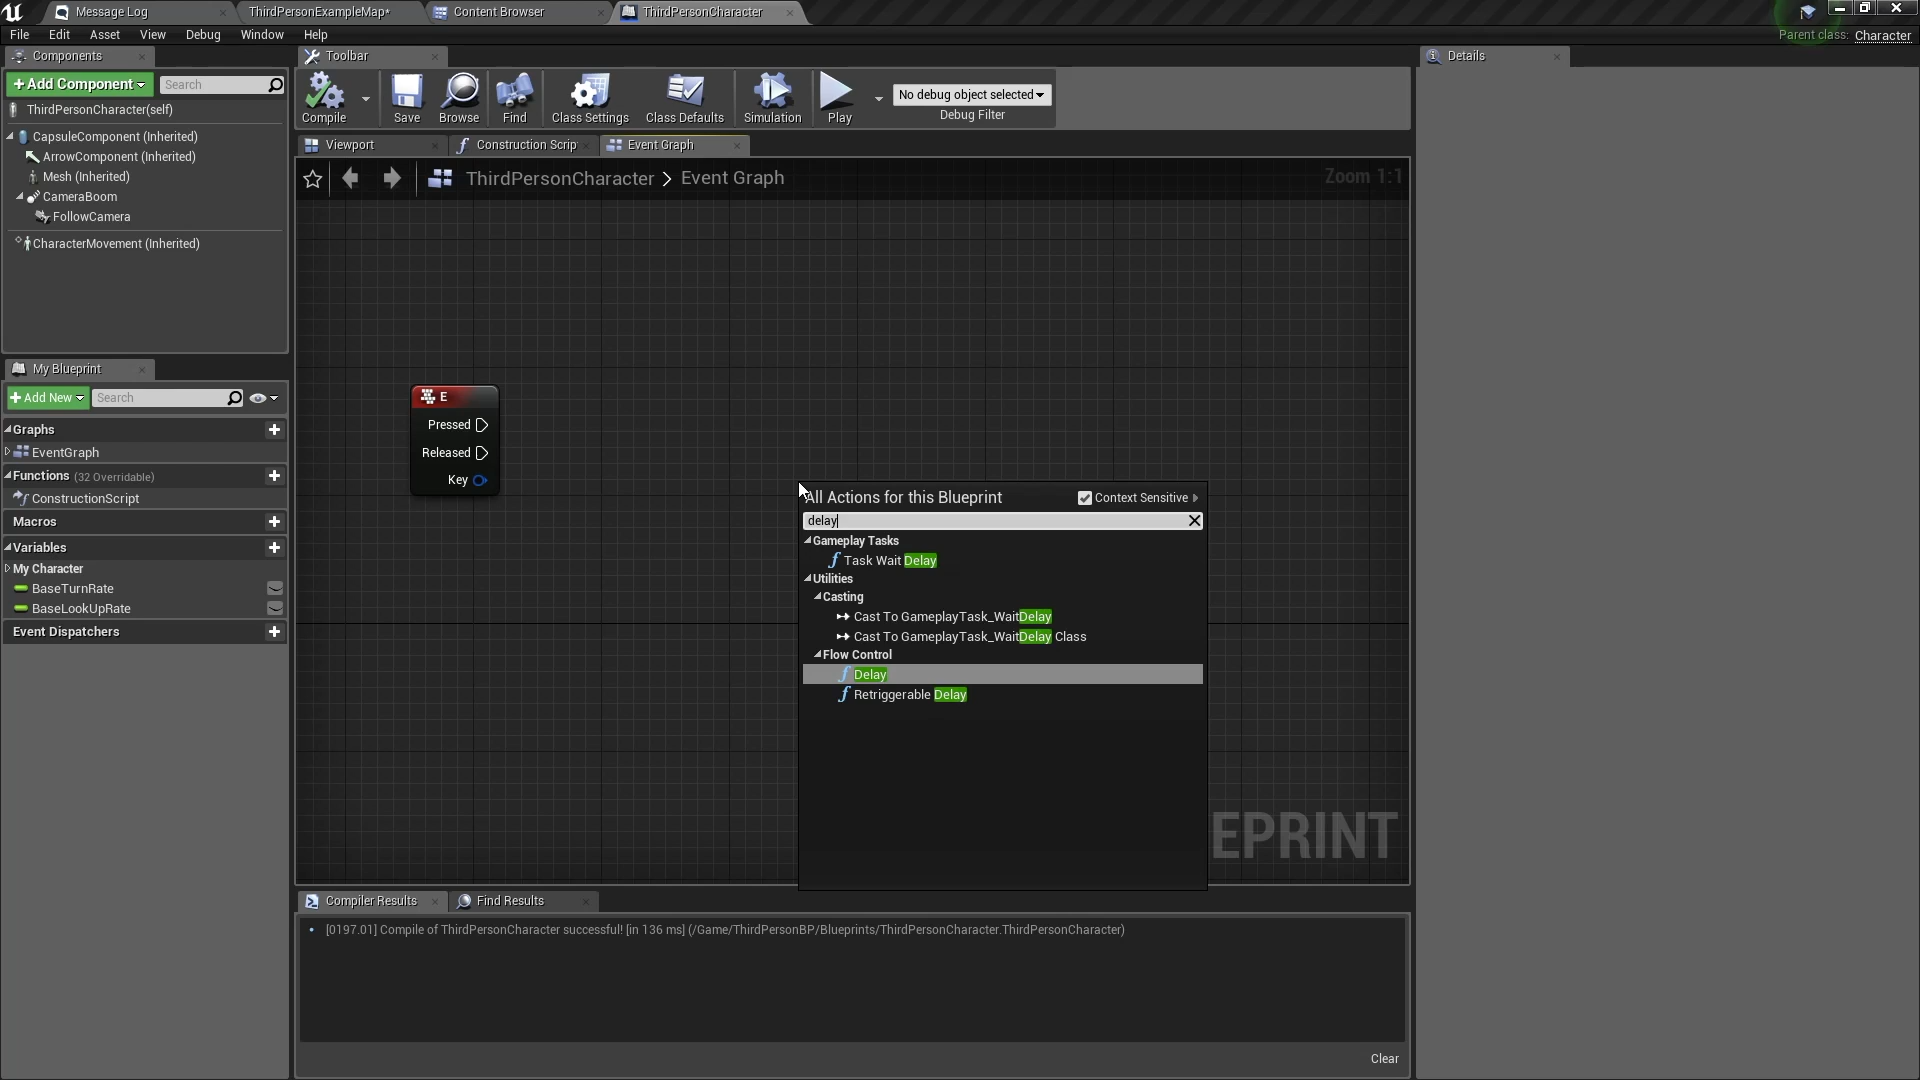 Message Log
ThirdPersonExampleMap*
Content Browser
ThirdPersonCharacter
File Edit Asset View Debug Window Help
Parent class: Character
Components
Toolbar
Details
+Add Component
Search
ThirdPersonCharacter(self)
CapsuleComponent (Inherited)
ArrowComponent (Inherited)
Mesh (Inherited)
CameraBoom
FollowCamera
CharacterMovement (Inherited)
Compile
Save
Browse
Find
Class Settings
Class Defaults
Simulation
Play
No debug object selected
Debug Filter
Viewport
Construction Scrip
Event Graph
ThirdPersonCharacter > Event Graph
Zoom 1:1
My Blueprint
+Add New
Search
Graphs
EventGraph
Functions (32 Overridable)
ConstructionScript
Macros
Variables
My Character
BaseTurnRate
BaseLookUpRate
Event Dispatchers
E
Pressed
Released
Key
All Actions for this Blueprint
Context Sensitive
delay
Gameplay Tasks
Task Wait Delay
Utilities
Casting
Cast To GameplayTask_WaitDelay
Cast To GameplayTask_WaitDelay Class
Flow Control
Delay
Retriggerable Delay
EPRINT
Compiler Results
Find Results
[0197.01] Compile of ThirdPersonCharacter successful! [in 136 ms] (/Game/ThirdPersonBP/Blueprints/ThirdPersonCharacter.ThirdPersonCharacter)
Clear